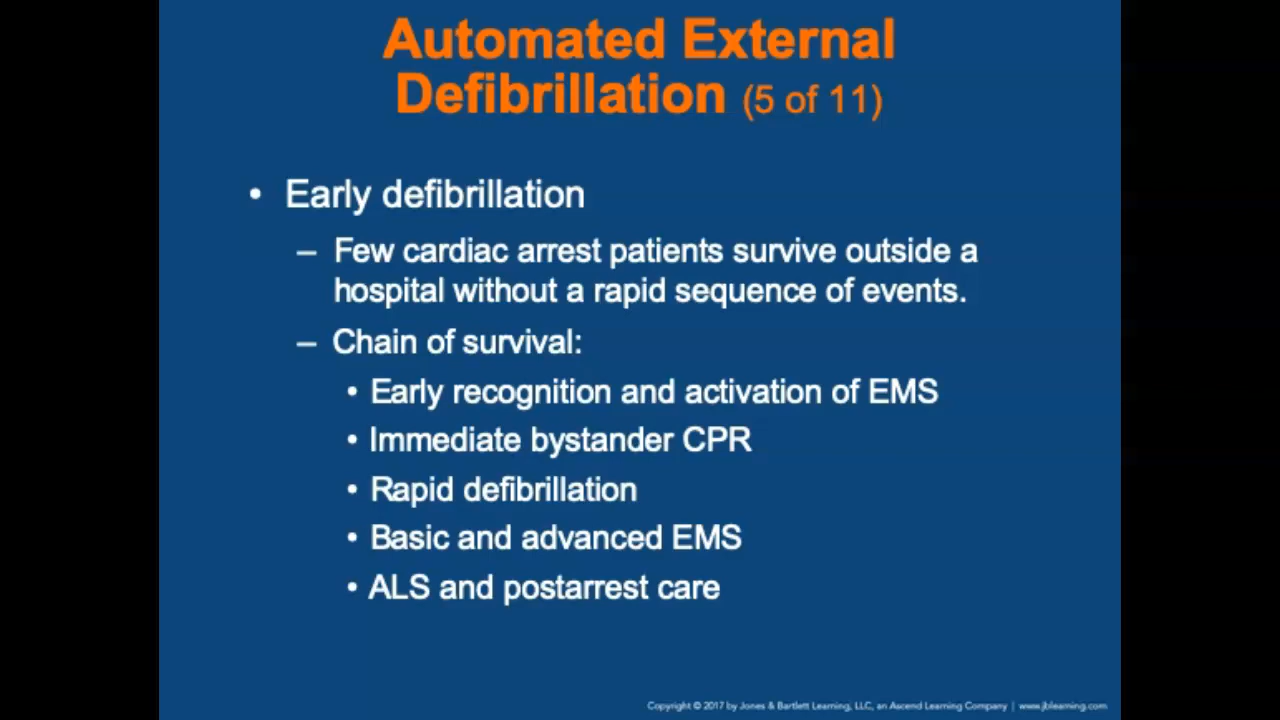 Automated External
Defibrillation (5 of 11)
• Early defibrillation
– Few cardiac arrest patients survive outside a
hospital without a rapid sequence of events.
– Chain of survival:
• Early recognition and activation of EMS
• Immediate bystander CPR
• Rapid defibrillation
• Basic and advanced EMS
• ALS and postarrest care
Copyright © 2017 by Jones & Bartlett Learning, LLC, an Ascend Learning Company | www.jblearning.com